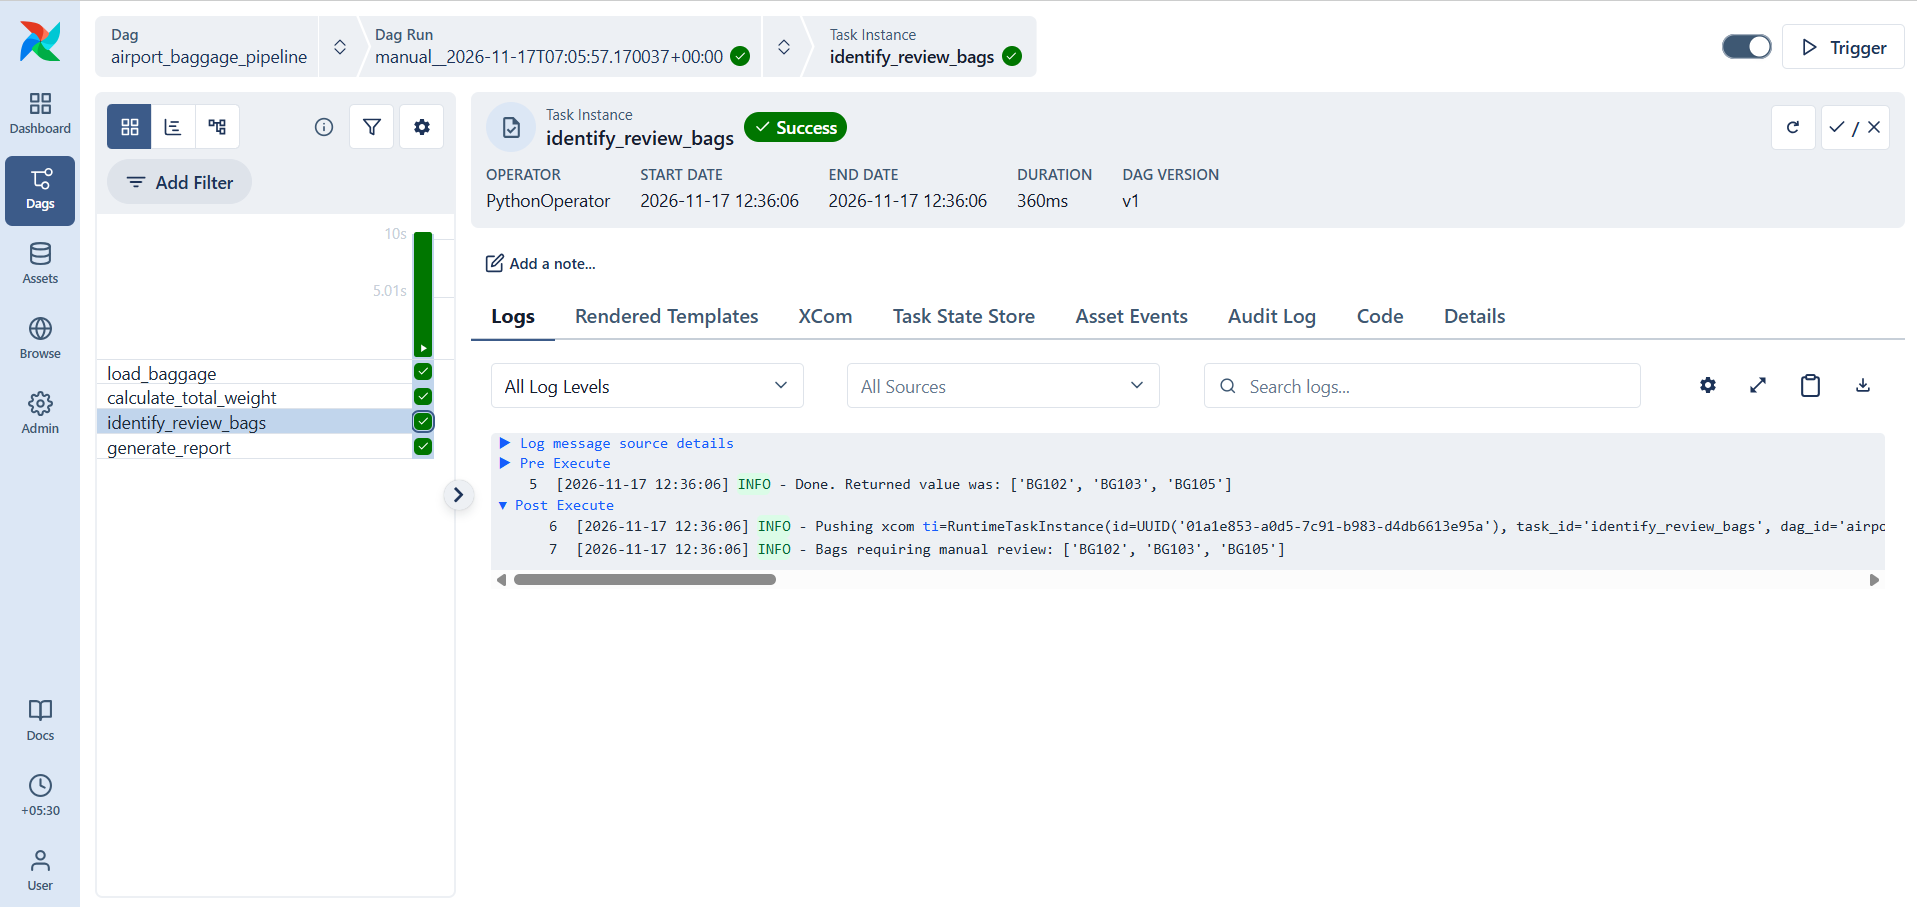 Dag
airport_baggage_pipeline
Dag Run
manual__2026-11-17T07:05:57.170037+00:00
Task Instance
identify_review_bags
Trigger
Dashboard
Dags
Assets
Browse
Admin
Docs
+05:30
User
Add Filter
10s
5.01s
load_baggage
calculate_total_weight
identify_review_bags
generate_report
Task Instance
identify_review_bags
Success
/
OPERATOR START DATE END DATE DURATION DAG VERSION
PythonOperator 2026-11-17 12:36:06 2026-11-17 12:36:06 360ms v1
Add a note...
Logs Rendered Templates XCom Task State Store Asset Events Audit Log Code Details
All Log Levels All Sources Search logs...
Log message source details
Pre Execute
5 [2026-11-17 12:36:06] INFO - Done. Returned value was: ['BG102', 'BG103', 'BG105']
Post Execute
6 [2026-11-17 12:36:06] INFO - Pushing xcom ti=RuntimeTaskInstance(id=UUID('01a1e853-a0d5-7c91-b983-d4db6613e95a'), task_id='identify_review_bags', dag_id='airpo
7 [2026-11-17 12:36:06] INFO - Bags requiring manual review: ['BG102', 'BG103', 'BG105']